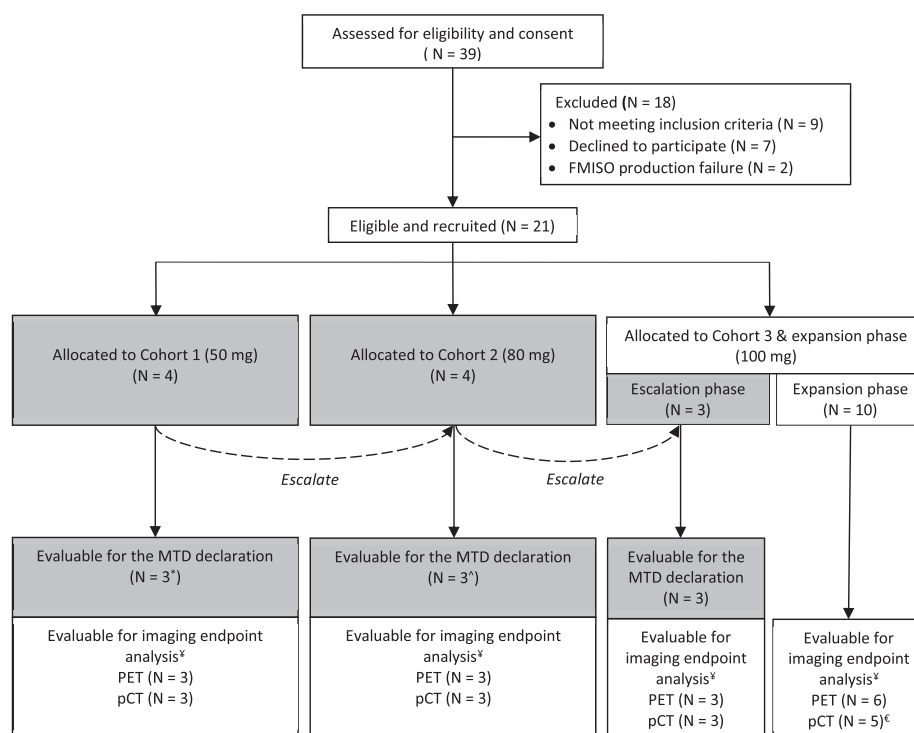 Assessed for eligibility and consent
( N = 39)
Excluded (N = 18)
• Not meeting inclusion criteria (N = 9)
• Declined to participate (N = 7)
• FMISO production failure (N = 2)
Eligible and recruited (N = 21)
Allocated to Cohort 1 (50 mg)
(N = 4)
Allocated to Cohort 2 (80 mg)
(N = 4)
Allocated to Cohort 3 & expansion phase
(100 mg)
Escalation phase
(N = 3)
Expansion phase
(N = 10)
Escalate
Escalate
Evaluable for the MTD declaration
(N = 3*)
Evaluable for imaging endpoint
analysis¥
PET (N = 3)
pCT (N = 3)
Evaluable for the MTD declaration
(N = 3^)
Evaluable for imaging endpoint
analysis¥
PET (N = 3)
pCT (N = 3)
Evaluable for the
MTD declaration
(N = 3)
Evaluable for
imaging endpoint
analysis¥
PET (N = 3)
pCT (N = 3)
Evaluable for
imaging endpoint
analysis¥
PET (N = 6)
pCT (N = 5)€